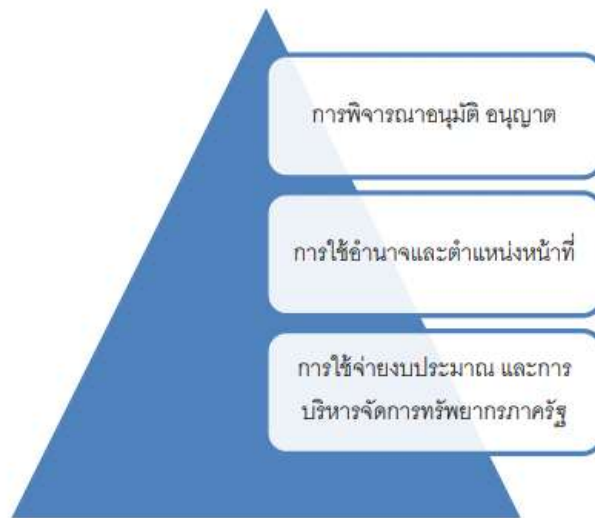 การพิจารณาอนุมัติ อนุญาต
การใช้อำนาจและตำแหน่งหน้าที่
การใช้จ่ายงบประมาณ และการ
บริหารจัดการทรัพยากรภาครัฐ